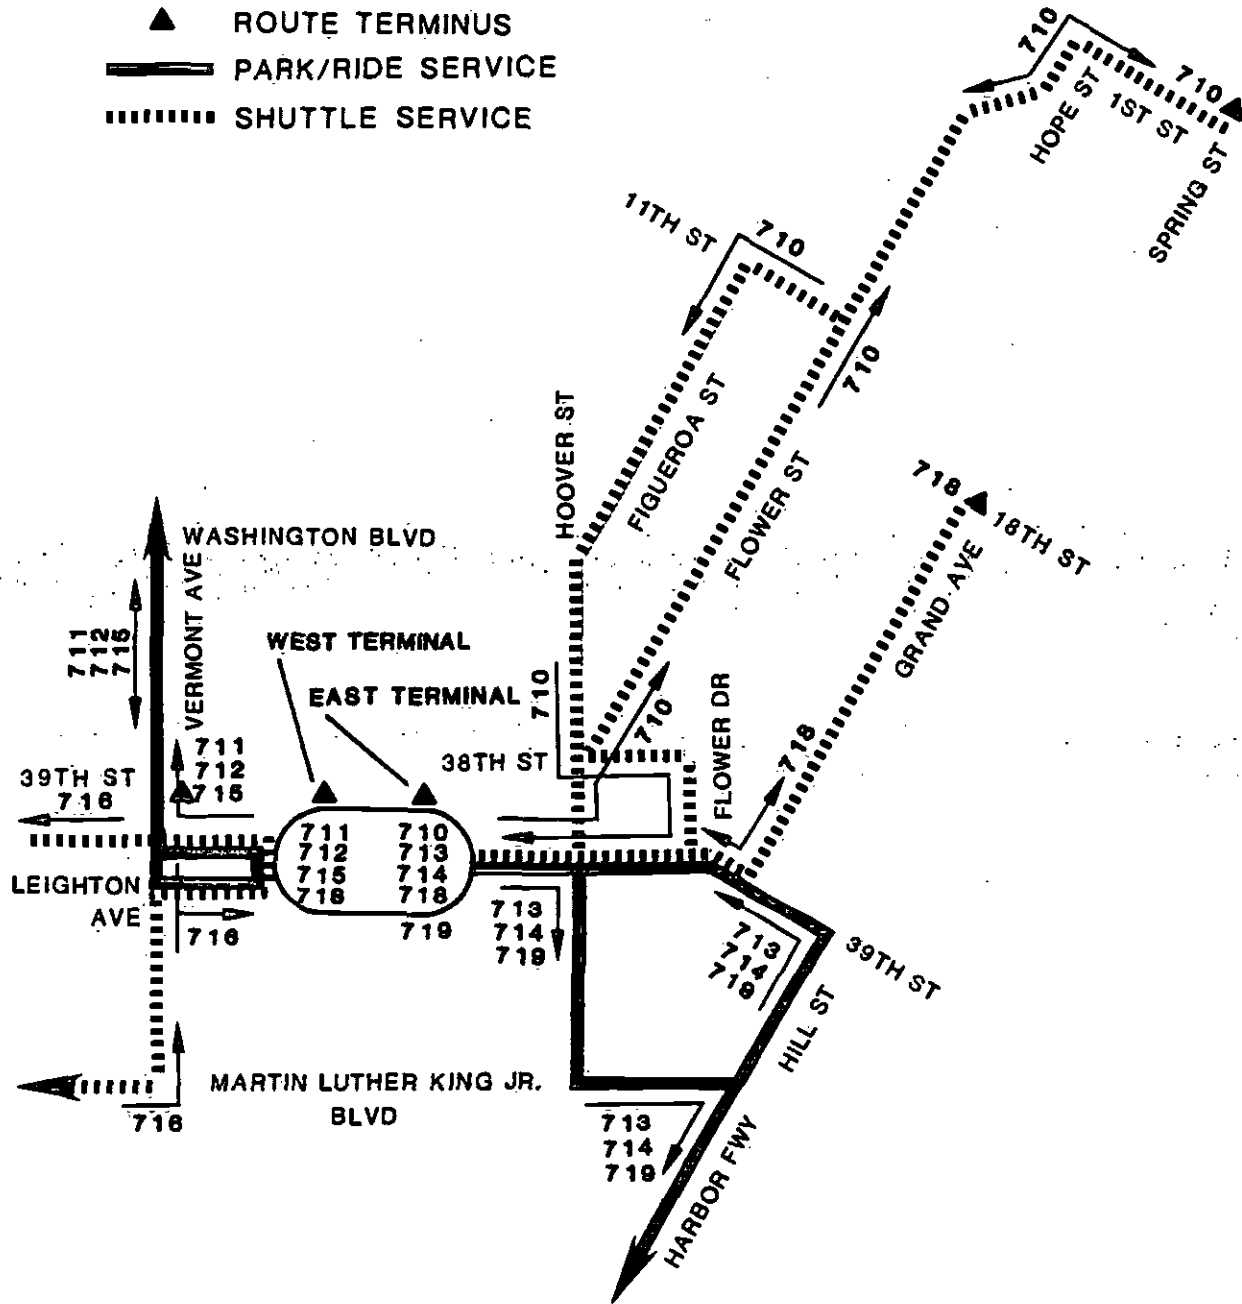 ROUTE TERMINUS
PARK/RIDE SERVICE
SHUTTLE SERVICE
710
710
HOPE ST
1ST ST
SPRING ST
11TH ST
710
710
HOOVER ST
FIGUEROA ST
FLOWER ST
718
18TH ST
GRAND AVE
WASHINGTON BLVD
VERMONT AVE
711
712
715
WEST TERMINAL
EAST TERMINAL
710
710
FLOWER DR
718
38TH ST
39TH ST
716
711
712
715
711
712
715
718
710
713
714
718
719
LEIGHTON
AVE
716
713
714
719
713
714
719
39TH ST
HILL ST
MARTIN LUTHER KING JR.
BLVD
716
713
714
719
HARBOR FWY